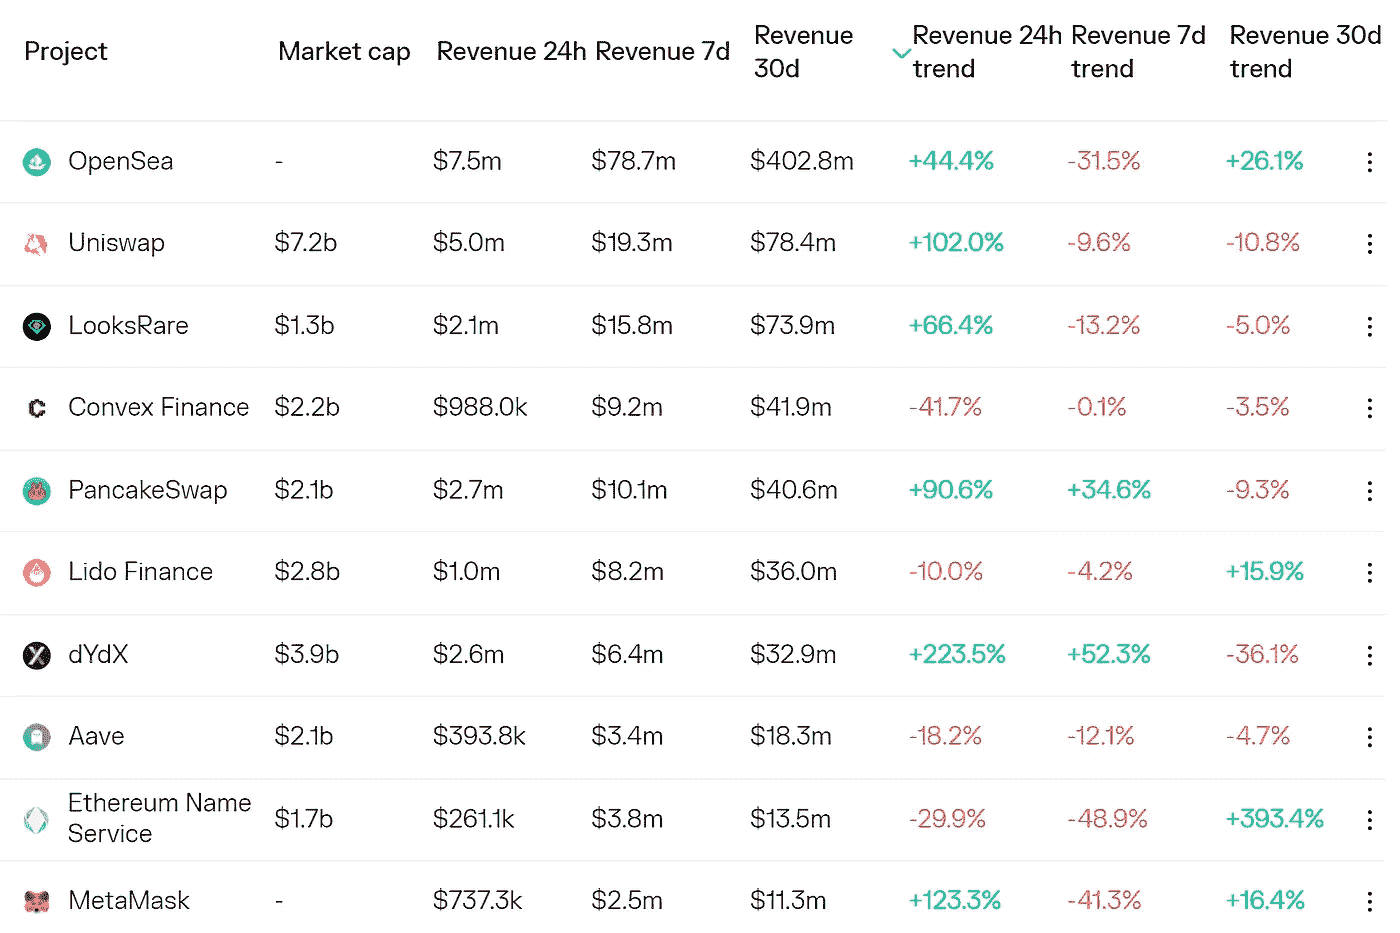 Project Market cap Revenue 24h Revenue 7d Revenue 30d Revenue 24h trend Revenue 7d trend Revenue 30d trend
OpenSea - $7.5m $78.7m $402.8m +44.4% -31.5% +26.1%
Uniswap $7.2b $5.0m $19.3m $78.4m +102.0% -9.6% -10.8%
LooksRare $1.3b $2.1m $15.8m $73.9m +66.4% -13.2% -5.0%
Convex Finance $2.2b $988.0k $9.2m $41.9m -41.7% -0.1% -3.5%
PancakeSwap $2.1b $2.7m $10.1m $40.6m +90.6% +34.6% -9.3%
Lido Finance $2.8b $1.0m $8.2m $36.0m -10.0% -4.2% +15.9%
dYdX $3.9b $2.6m $6.4m $32.9m +223.5% +52.3% -36.1%
Aave $2.1b $393.8k $3.4m $18.3m -18.2% -12.1% -4.7%
Ethereum Name Service $1.7b $261.1k $3.8m $13.5m -29.9% -48.9% +393.4%
MetaMask - $737.3k $2.5m $11.3m +123.3% -41.3% +16.4%